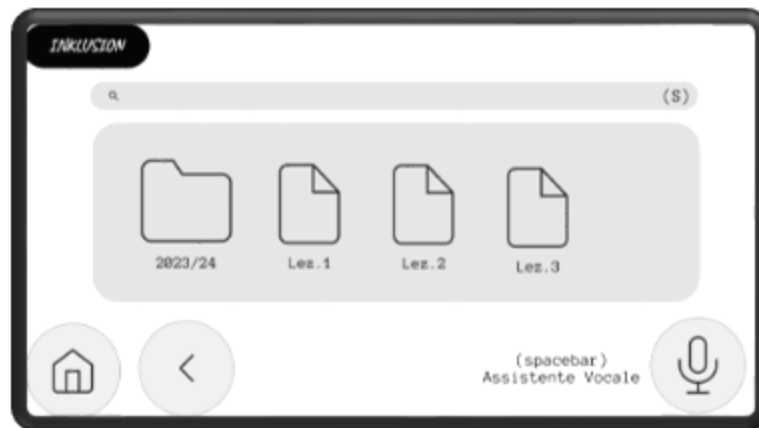 INKLUSION
(S)
2023/24
Lez.1
Lez.2
Lez.3
(spacebar)
Assistente Vocale